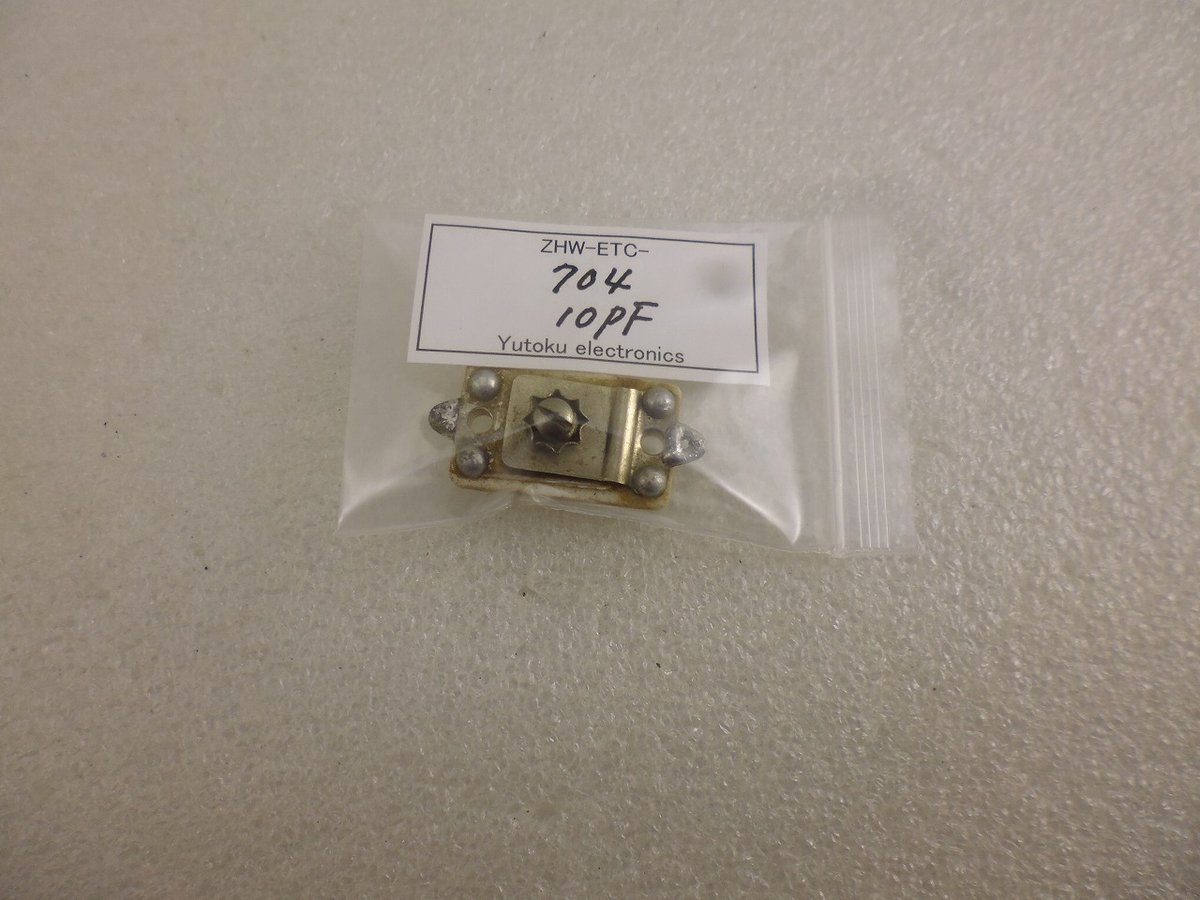 ZHW-ETC-
704
10PF
Yutoku electronics